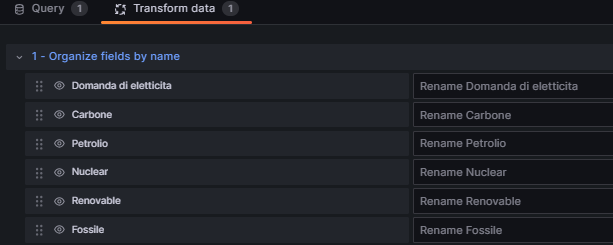 Query 1 Transform data 1
1 - Organize fields by name
Domanda di eletticita Rename Domanda di eletticita
Carbone Rename Carbone
Petrolio Rename Petrolio
Nuclear Rename Nuclear
Renovable Rename Renovable
Fossile Rename Fossile